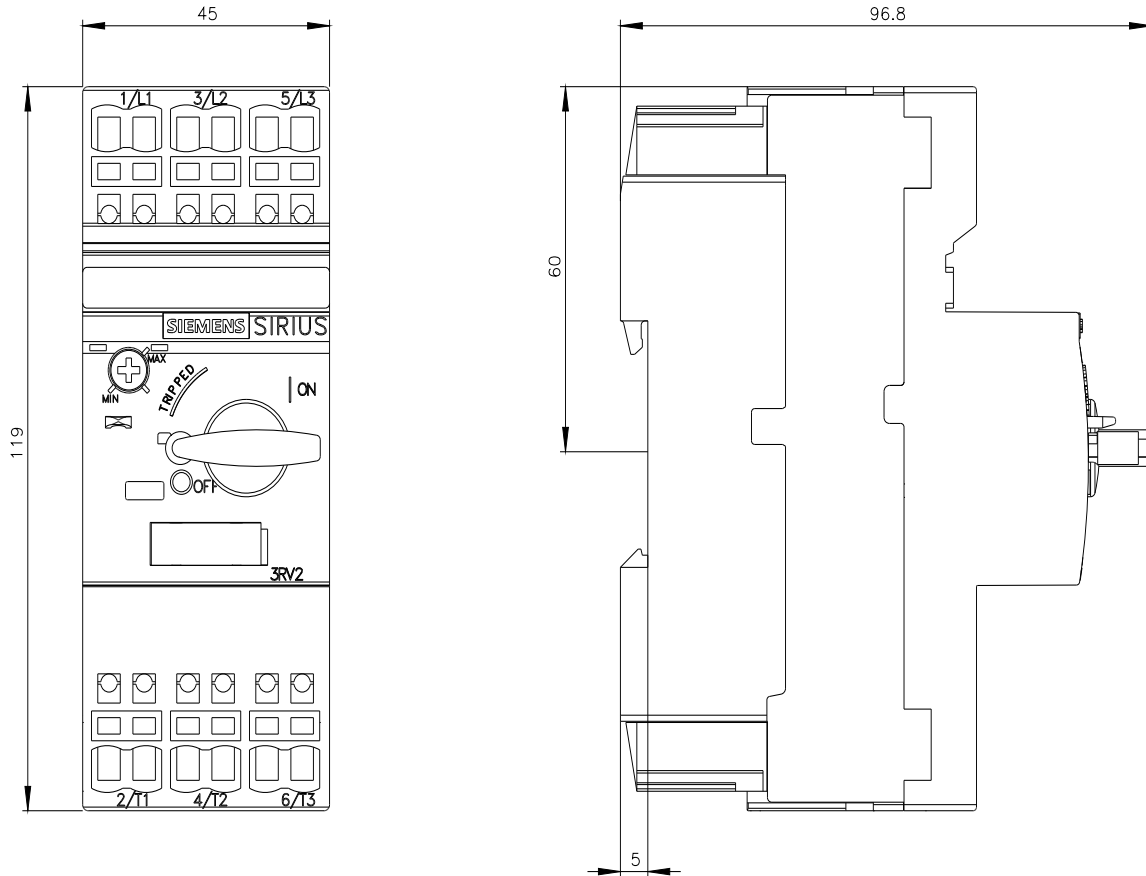 45
96.8
1/L1 3/L2 5/L3
60
SIEMENS SIRIUS
MAX
MIN
TRIPPED
ON
119
OFF
3RV2
2/T1 4/T2 6/T3
5